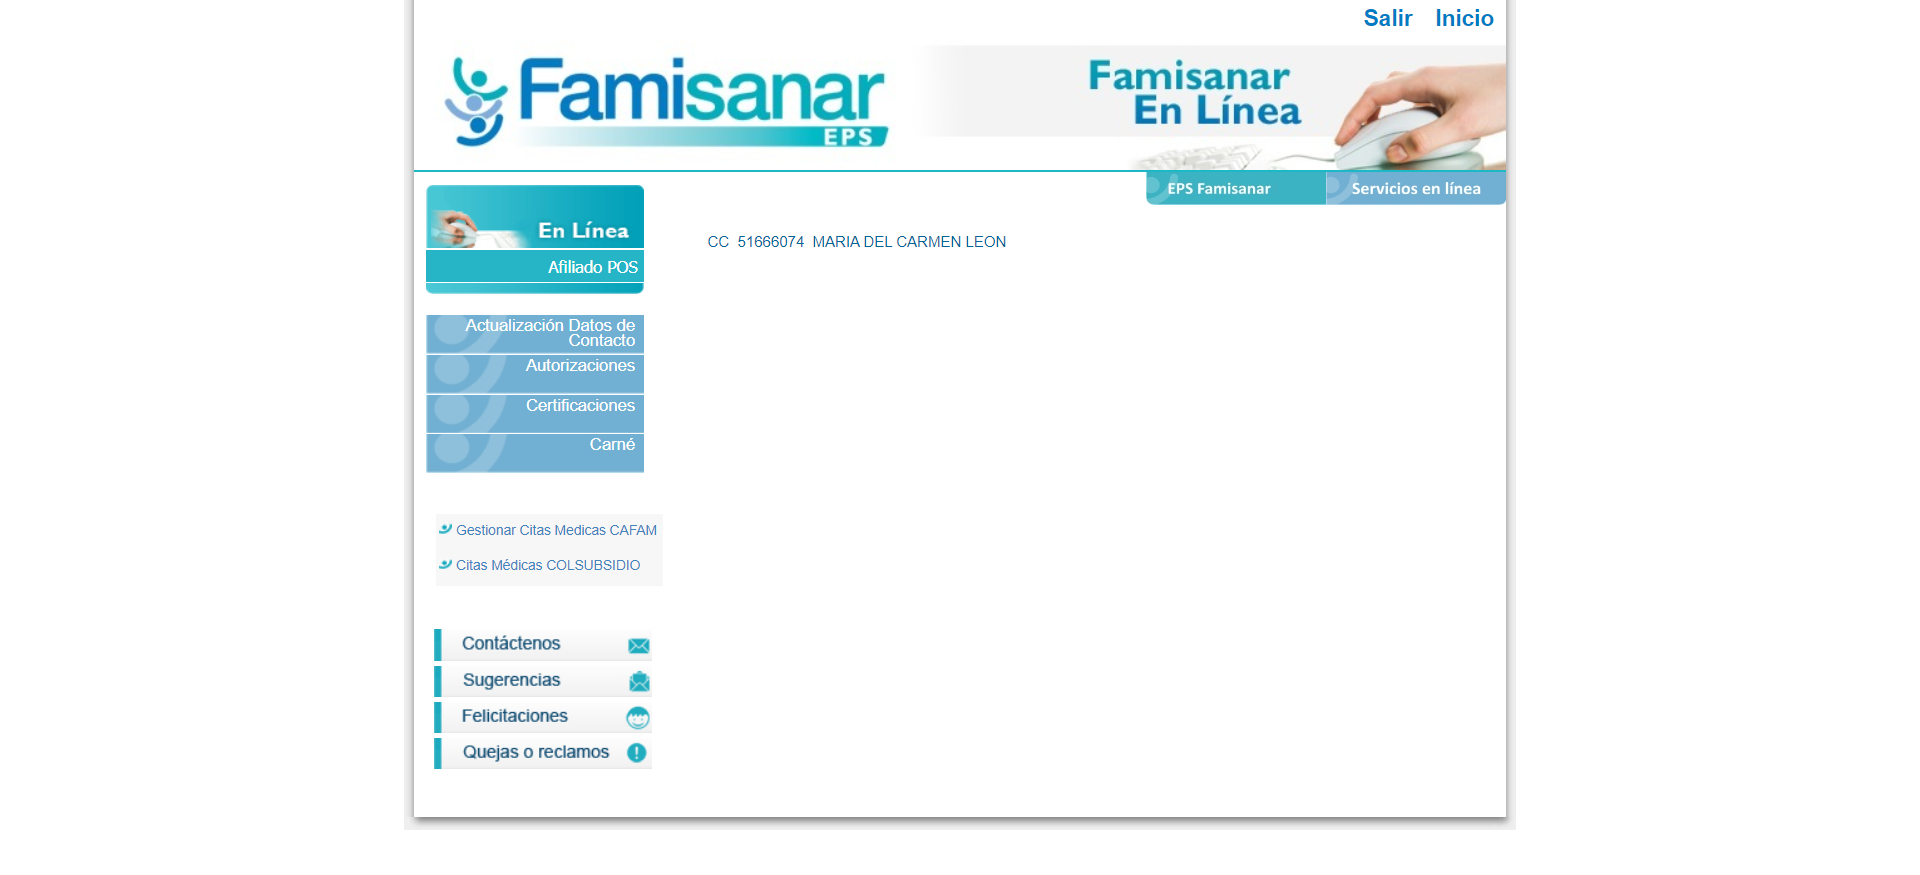 Salir Inicio
Famisanar
EPS
Famisanar
En Línea
EPS Famisanar
Servicios en línea
En Línea
Afiliado POS
CC 51666074 MARIA DEL CARMEN LEON
Actualización Datos de
Contacto
Autorizaciones
Certificaciones
Carné
Gestionar Citas Medicas CAFAM
Citas Médicas COLSUBSIDIO
Contáctenos
Sugerencias
Felicitaciones
Quejas o reclamos